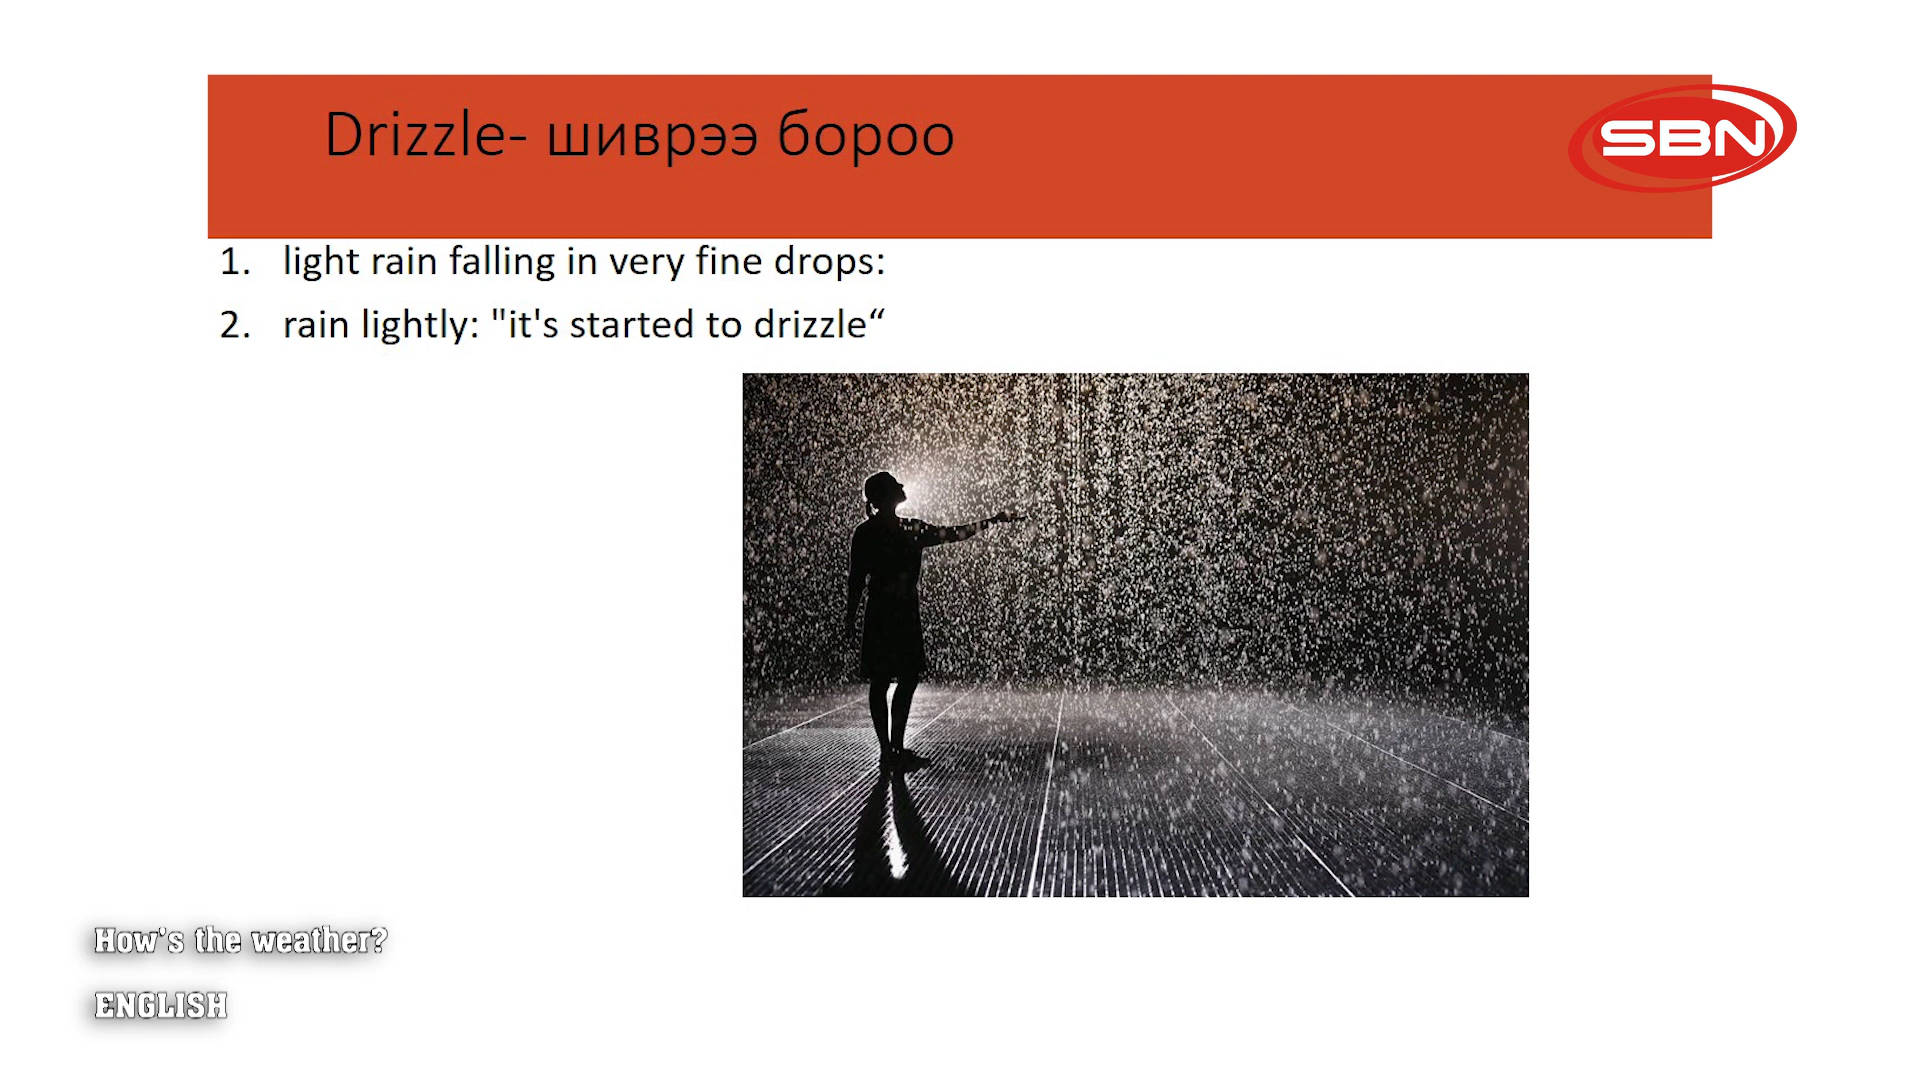 Drizzle- шиврээ бороо
SBN
1. light rain falling in very fine drops:
2. rain lightly: "it's started to drizzle“
How's the weather?
ENGLISH